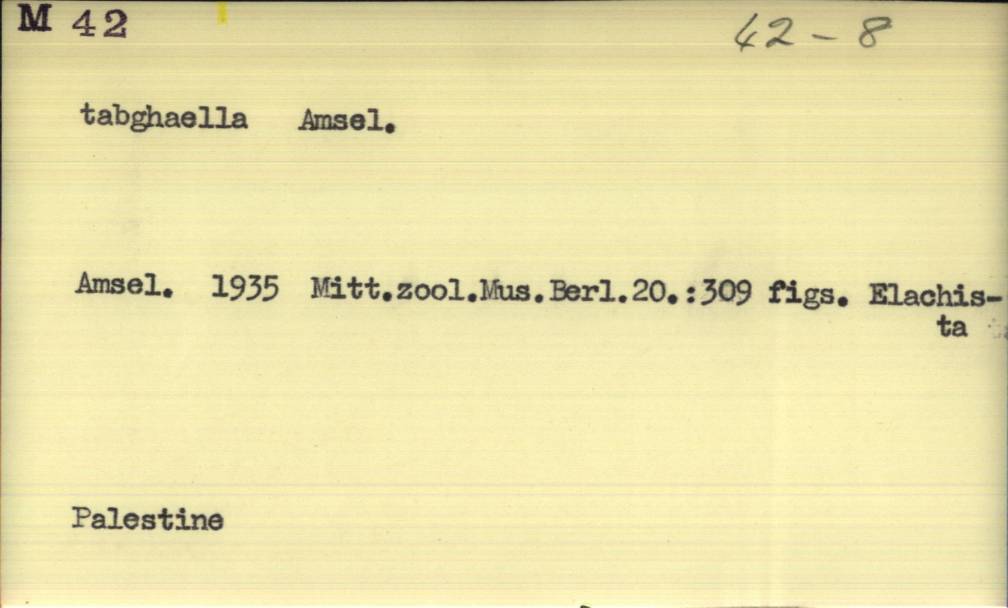 M 42
42 - 8
tabghaella Amsel.
Amsel. 1935 Mitt.zool.Mus.Berl.20.:309 figs. Elachis-
ta
Palestine